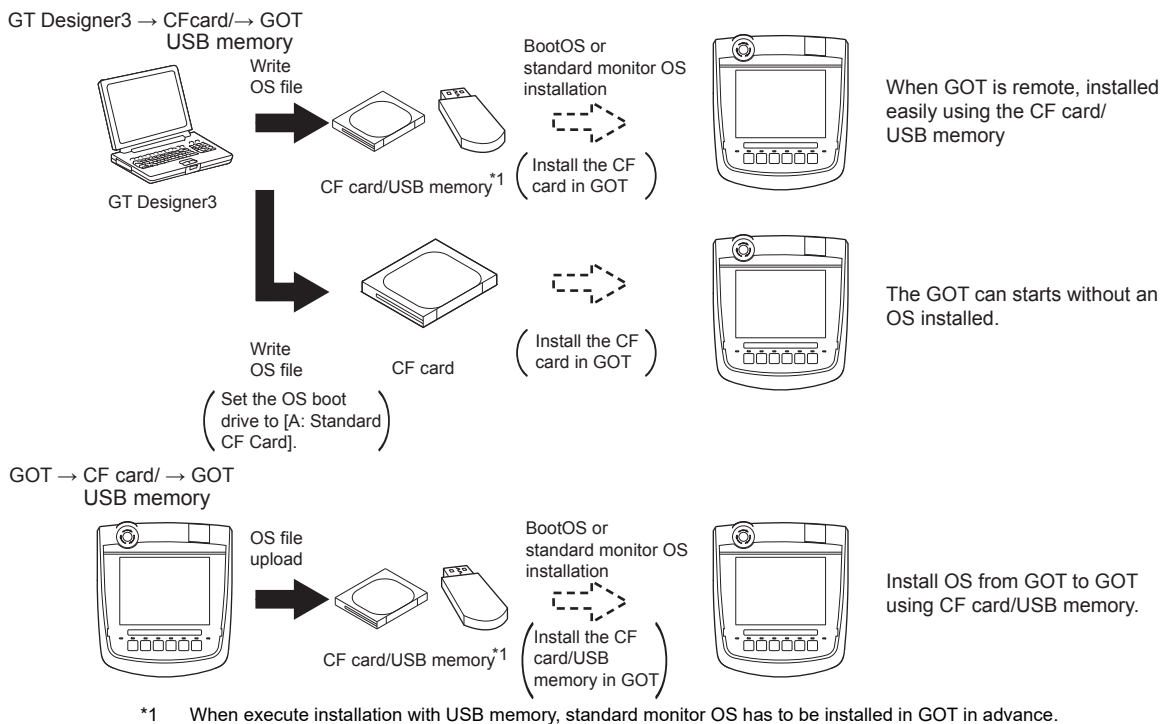 GT Designer3 → CFcard/→ GOT
USB memory
Write
OS file
BootOS or
standard monitor OS
installation
When GOT is remote, installed
easily using the CF card/
USB memory
GT Designer3
CF card/USB memory*1
(Install the CF
card in GOT)
The GOT can starts without an
OS installed.
Write
OS file
CF card
(Install the CF
card in GOT)
(Set the OS boot
drive to [A: Standard
CF Card].)
GOT → CF card/ → GOT
USB memory
OS file
upload
BootOS or
standard monitor OS
installation
Install OS from GOT to GOT
using CF card/USB memory.
CF card/USB memory*1
(Install the CF
card/USB
memory in GOT)
*1 When execute installation with USB memory, standard monitor OS has to be installed in GOT in advance.